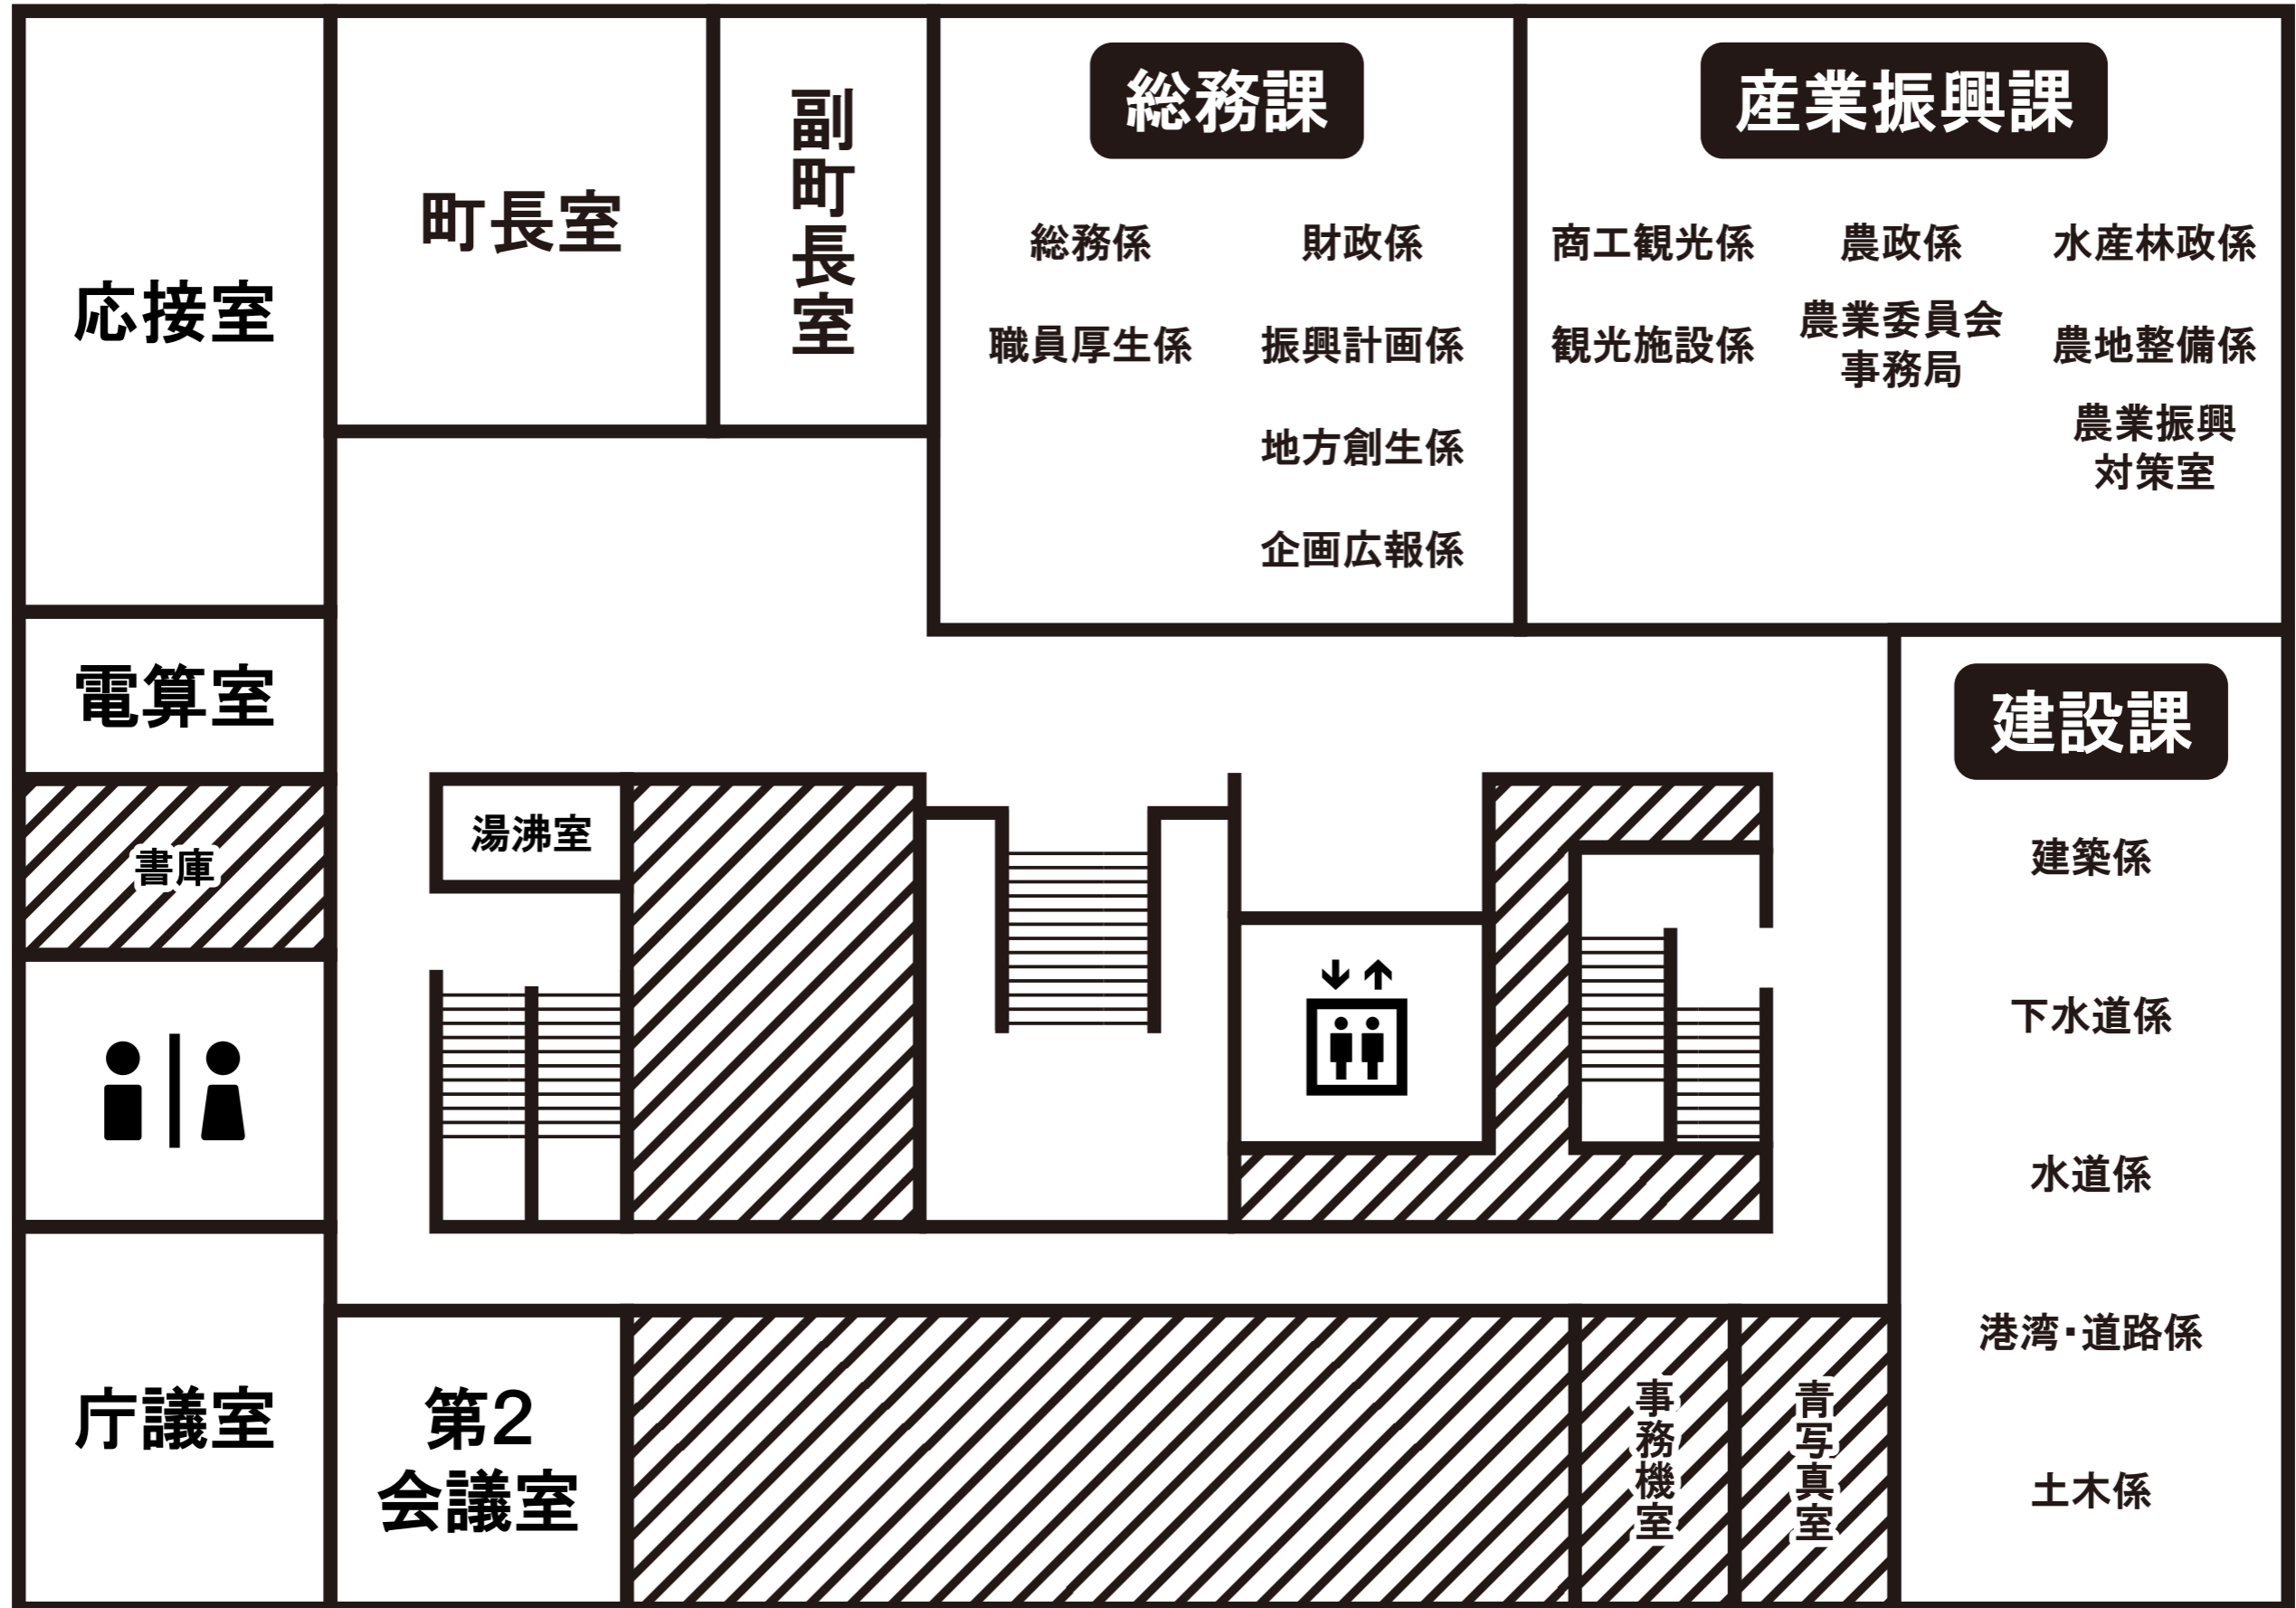 応接室
町長室
副町長室
総務課
総務係
財政係
職員厚生係
振興計画係
地方創生係
企画広報係
産業振興課
商工観光係
農政係
水産林政係
観光施設係
農業委員会
事務局
農地整備係
農業振興
対策室
電算室
書庫
湯沸室
建設課
建築係
下水道係
水道係
港湾・道路係
土木係
庁議室
第2
会議室
事務機室
青写真室